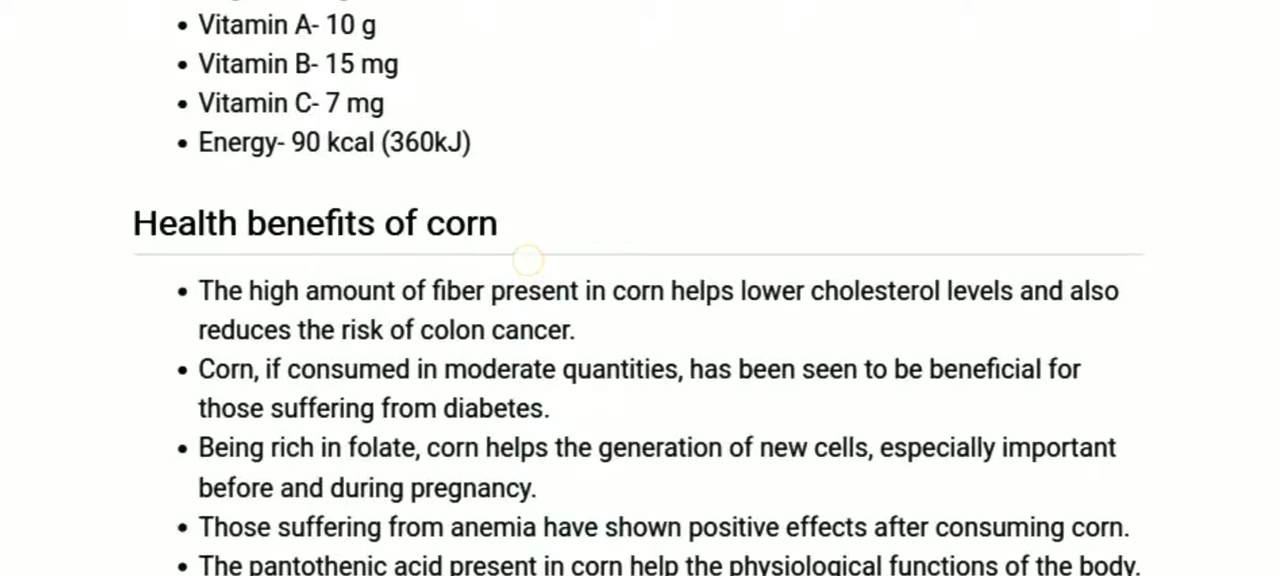 Vitamin A- 10 g
Vitamin B- 15 mg
Vitamin C- 7 mg
Energy- 90 kcal (360kJ)
Health benefits of corn
The high amount of fiber present in corn helps lower cholesterol levels and also
reduces the risk of colon cancer.
Corn, if consumed in moderate quantities, has been seen to be beneficial for
those suffering from diabetes.
Being rich in folate, corn helps the generation of new cells, especially important
before and during pregnancy.
Those suffering from anemia have shown positive effects after consuming corn.
The pantothenic acid present in corn help the physiological functions of the body.